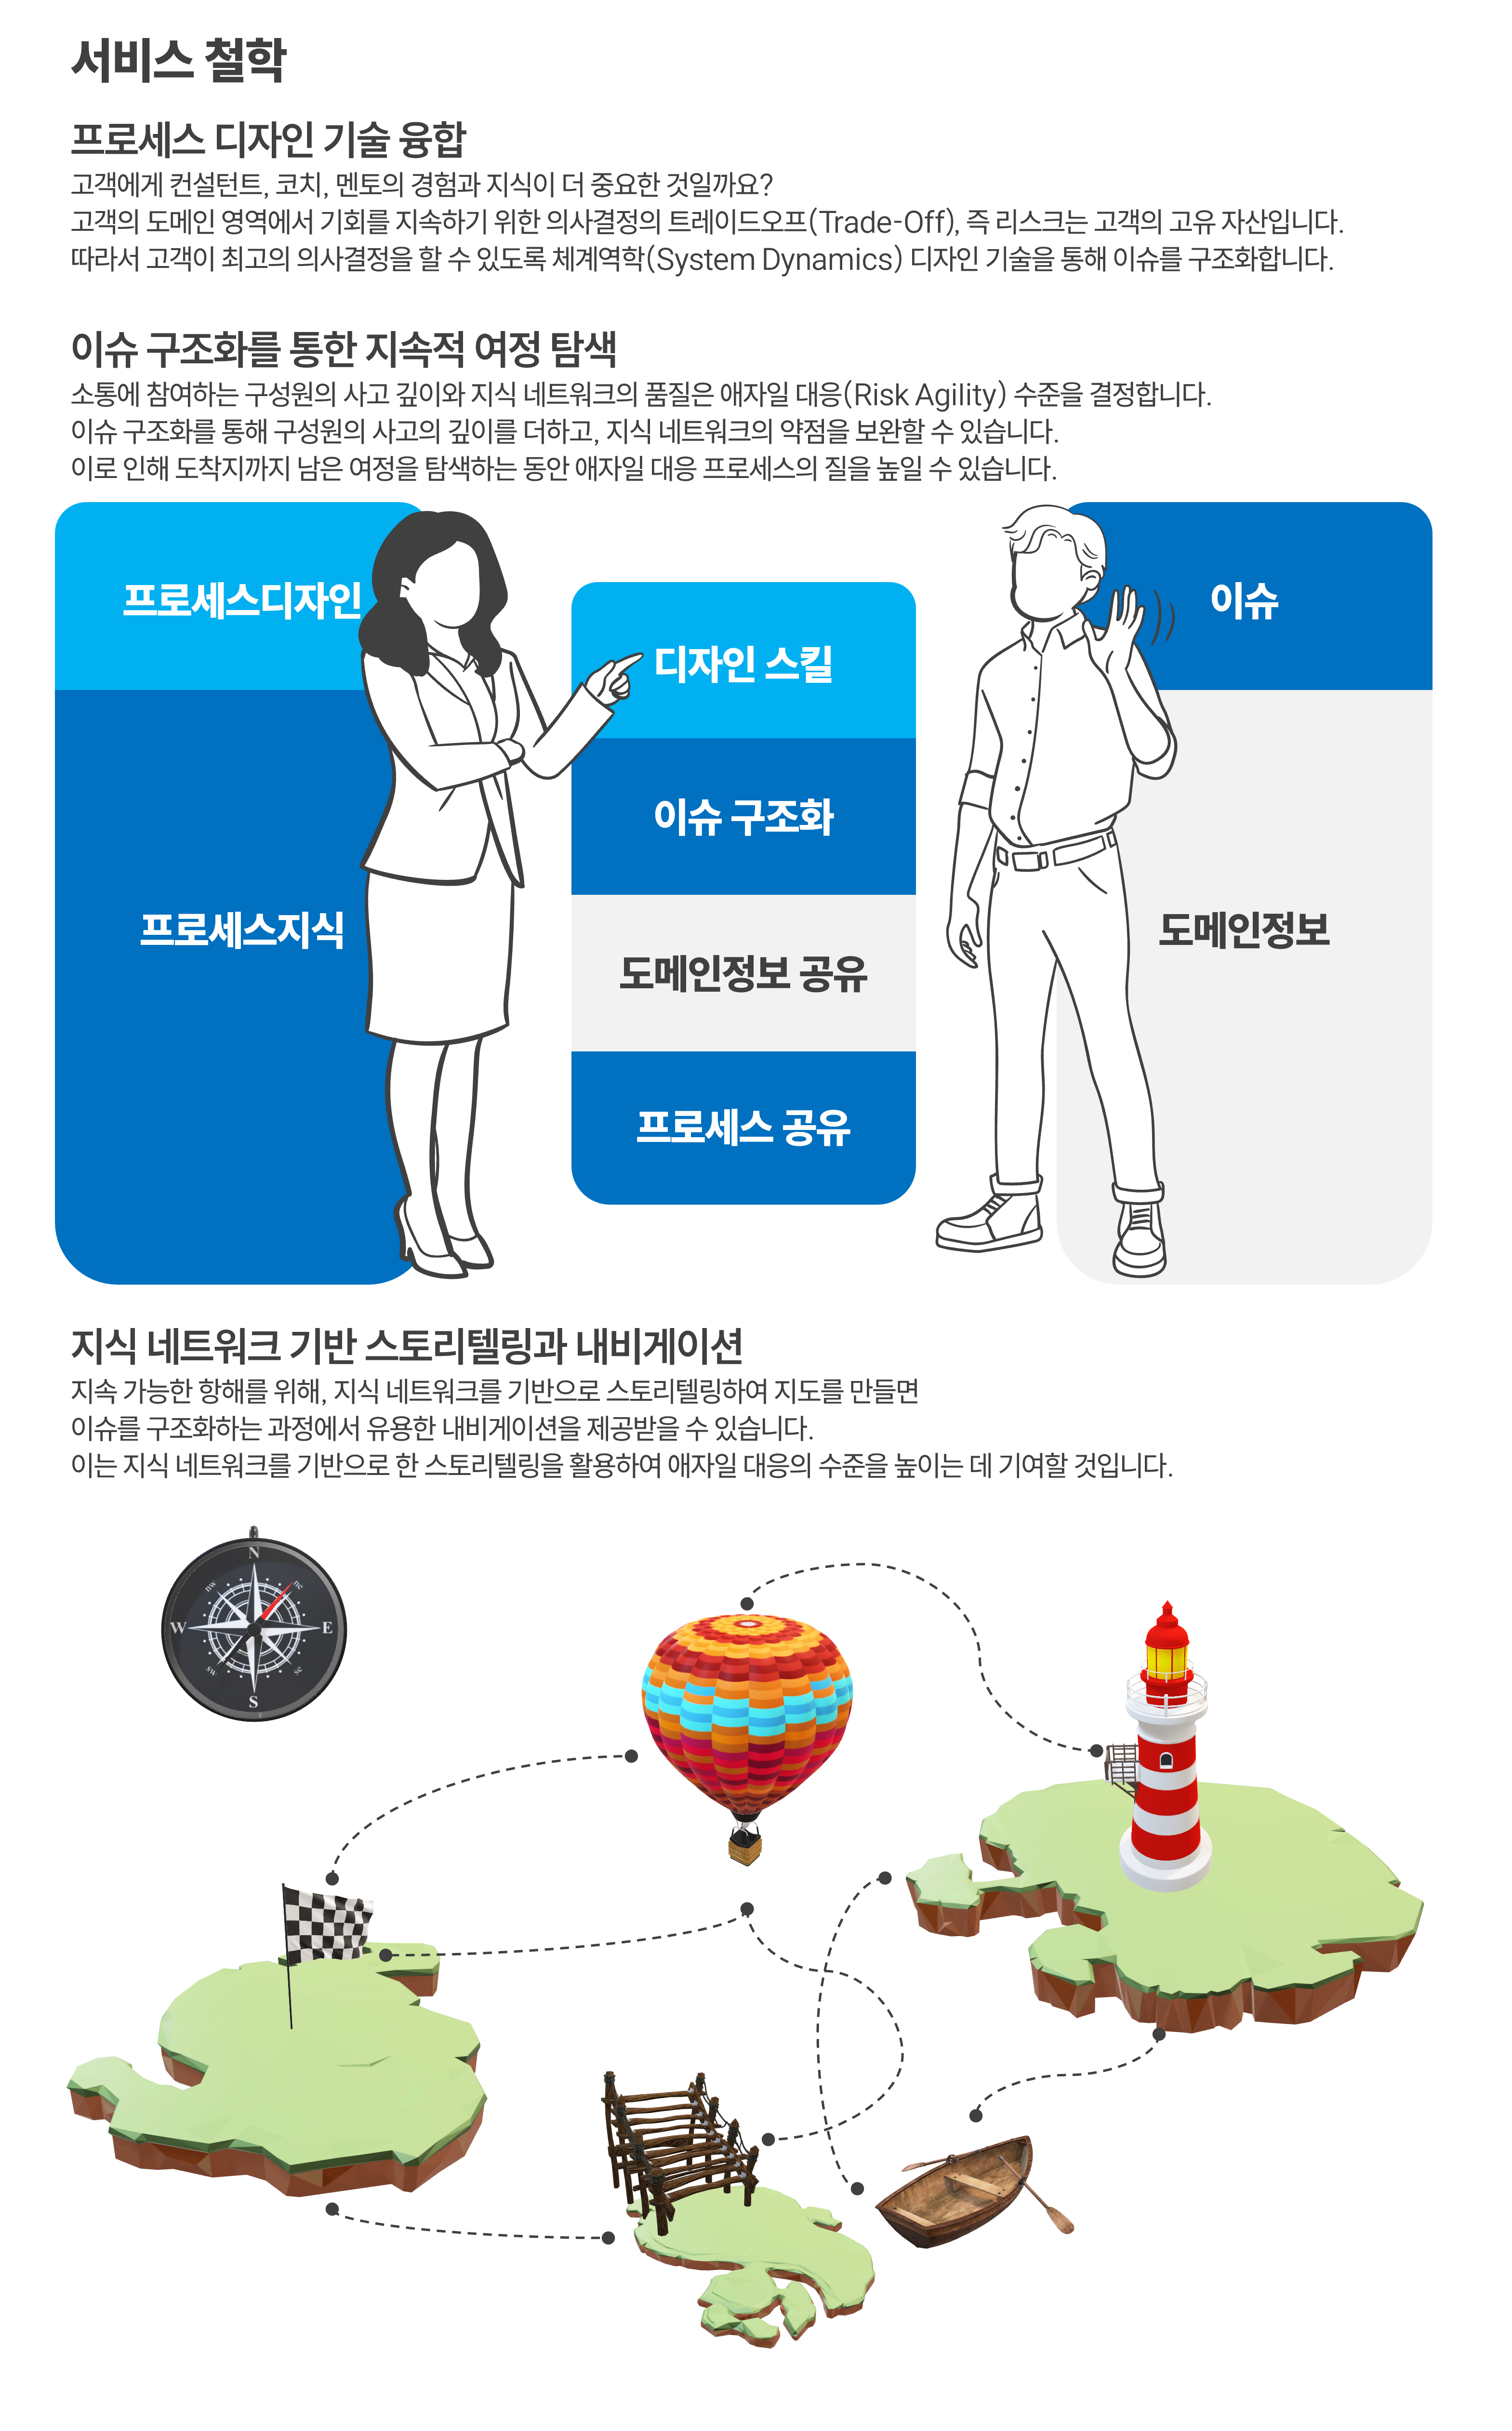 서비스 철학
프로세스 디자인 기술 융합
고객에게 컨설턴트, 코치, 멘토의 경험과 지식이 더 중요한 것일까요?
고객의 도메인 영역에서 기회를 지속하기 위한 의사결정의 트레이드오프(Trade-Off), 즉 리스크는 고객의 고유 자산입니다.
따라서 고객이 최고의 의사결정을 할 수 있도록 체계역학(System Dynamics) 디자인 기술을 통해 이슈를 구조화합니다.
이슈 구조화를 통한 지속적 여정 탐색
소통에 참여하는 구성원의 사고 깊이와 지식 네트워크의 품질은 애자일 대응(Risk Agility) 수준을 결정합니다.
이슈 구조화를 통해 구성원의 사고의 깊이를 더하고, 지식 네트워크의 약점을 보완할 수 있습니다.
이로 인해 도착지까지 남은 여정을 탐색하는 동안 애자일 대응 프로세스의 질을 높일 수 있습니다.
프로세스디자인
프로세스지식
디자인 스킬
이슈 구조화
도메인정보 공유
프로세스 공유
이슈
도메인정보
지식 네트워크 기반 스토리텔링과 내비게이션
지속 가능한 항해를 위해, 지식 네트워크를 기반으로 스토리텔링하여 지도를 만들면
이슈를 구조화하는 과정에서 유용한 내비게이션을 제공받을 수 있습니다.
이는 지식 네트워크를 기반으로 한 스토리텔링을 활용하여 애자일 대응의 수준을 높이는 데 기여할 것입니다.
N
nw
ne
W
E
sw
se
S